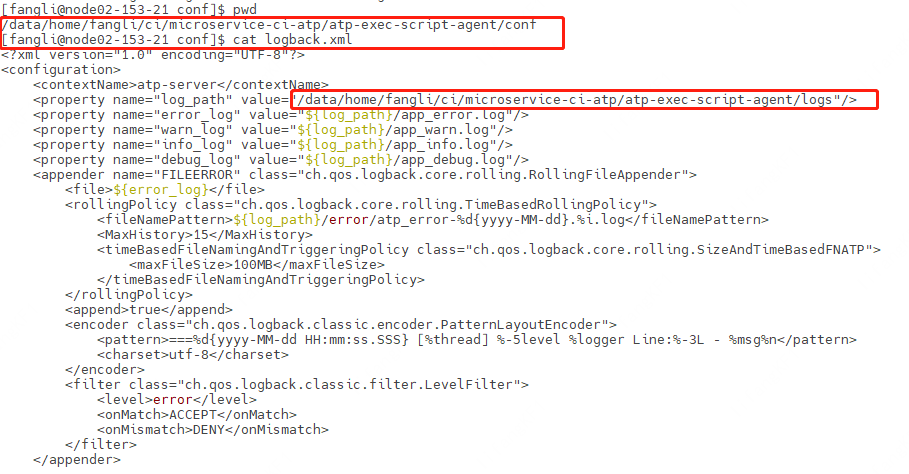 [fangli@node02-153-21 conf]$ pwd
/data/home/fangli/ci/microservice-ci-atp/atp-exec-script-agent/conf
[fangli@node02-153-21 conf]$ cat logback.xml
<?xml version="1.0" encoding="UTF-8"?>
<configuration>
    <contextName>atp-server</contextName>
    <property name="log_path" value="/data/home/fangli/ci/microservice-ci-atp/atp-exec-script-agent/logs"/>
    <property name="error_log" value="${log_path}/app_error.log"/>
    <property name="warn_log" value="${log_path}/app_warn.log"/>
    <property name="info_log" value="${log_path}/app_info.log"/>
    <property name="debug_log" value="${log_path}/app_debug.log"/>
    <appender name="FILEERROR" class="ch.qos.logback.core.rolling.RollingFileAppender">
        <file>${error_log}</file>
        <rollingPolicy class="ch.qos.logback.core.rolling.TimeBasedRollingPolicy">
            <fileNamePattern>${log_path}/error/atp_error-%d{yyyy-MM-dd}.%i.log</fileNamePattern>
            <MaxHistory>15</MaxHistory>
            <timeBasedFileNamingAndTriggeringPolicy class="ch.qos.logback.core.rolling.SizeAndTimeBasedFNATP">
                <maxFileSize>100MB</maxFileSize>
            </timeBasedFileNamingAndTriggeringPolicy>
        </rollingPolicy>
        <append>true</append>
        <encoder class="ch.qos.logback.classic.encoder.PatternLayoutEncoder">
            <pattern>===%d{yyyy-MM-dd HH:mm:ss.SSS} [%thread] %-5level %logger Line:%-3L - %msg%n</pattern>
            <charset>utf-8</charset>
        </encoder>
        <filter class="ch.qos.logback.classic.filter.LevelFilter">
            <level>error</level>
            <onMatch>ACCEPT</onMatch>
            <onMismatch>DENY</onMismatch>
        </filter>
    </appender>